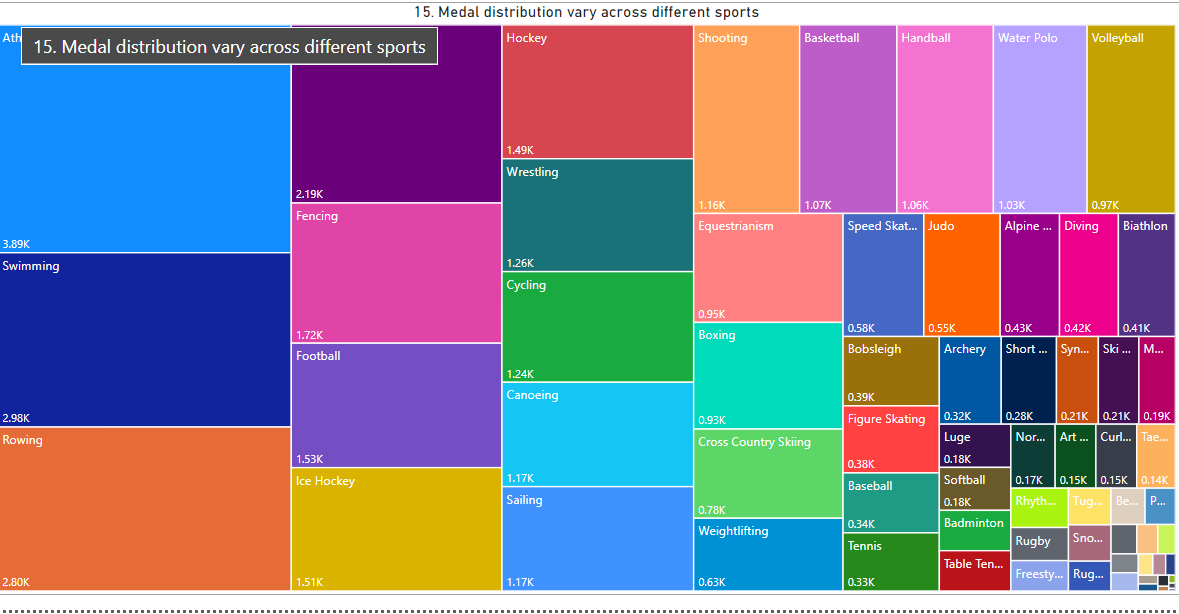 15. Medal distribution vary across different sports
15. Medal distribution vary across different sports
Ath
3.89K
Swimming
2.98K
Rowing
2.80K
2.19K
Fencing
1.72K
Football
1.53K
Ice Hockey
1.51K
Hockey
1.49K
Wrestling
1.26K
Cycling
1.24K
Canoeing
1.17K
Sailing
1.17K
Shooting
1.16K
Basketball
1.07K
Handball
1.06K
Water Polo
1.03K
Volleyball
0.97K
Equestrianism
0.95K
Boxing
0.93K
Cross Country Skiing
0.78K
Weightlifting
0.63K
Speed Skat...
0.58K
Judo
0.55K
Alpine ...
0.43K
Diving
0.42K
Biathlon
0.41K
Bobsleigh
0.39K
Figure Skating
0.38K
Baseball
0.34K
Tennis
0.33K
Archery
0.32K
Short ...
0.28K
Syn...
0.21K
Ski ...
0.21K
M...
0.19K
Luge
0.18K
Softball
0.18K
Badminton
Table Ten...
Nor...
0.17K
Art ...
0.15K
Curl...
0.15K
Tae...
0.14K
Rhyth...
Rugby
Freesty...
Tug...
Sno...
Rug...
Be...
P...